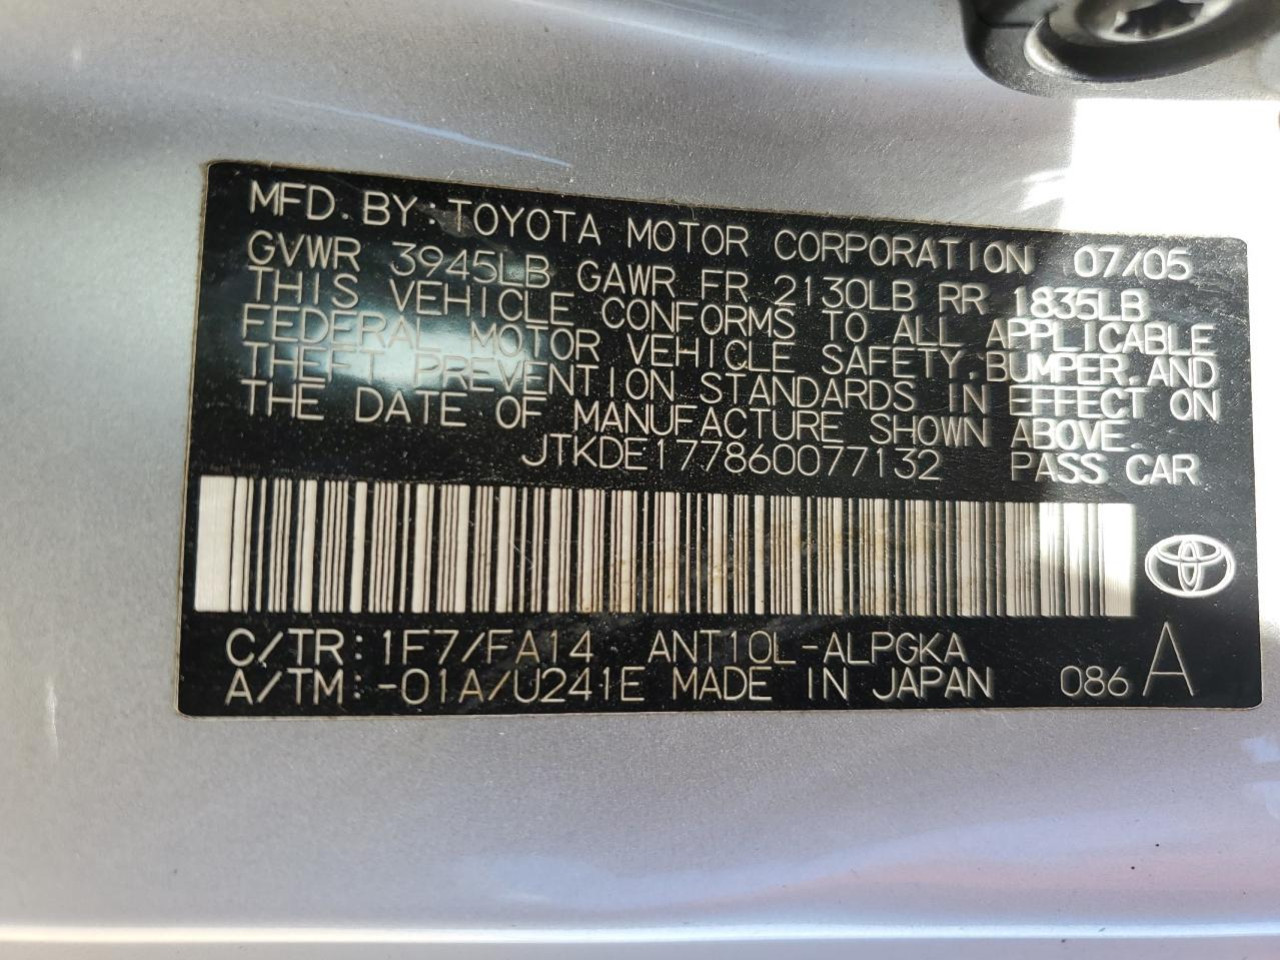 MFD. BY: TOYOTA MOTOR CORPORATION 07/05
GVWR 3945LB GAWR FR 2130LB RR 1835LB
THIS VEHICLE CONFORMS TO ALL APPLICABLE
FEDERAL MOTOR VEHICLE SAFETY, BUMPER, AND
THEFT PREVENTION STANDARDS IN EFFECT ON
THE DATE OF MANUFACTURE SHOWN ABOVE.
JTKDE177860077132 PASS CAR
C/TR: 1F7/FA14 ANT10L-ALPGKA
A/TM: -01A/U241E MADE IN JAPAN 086 A